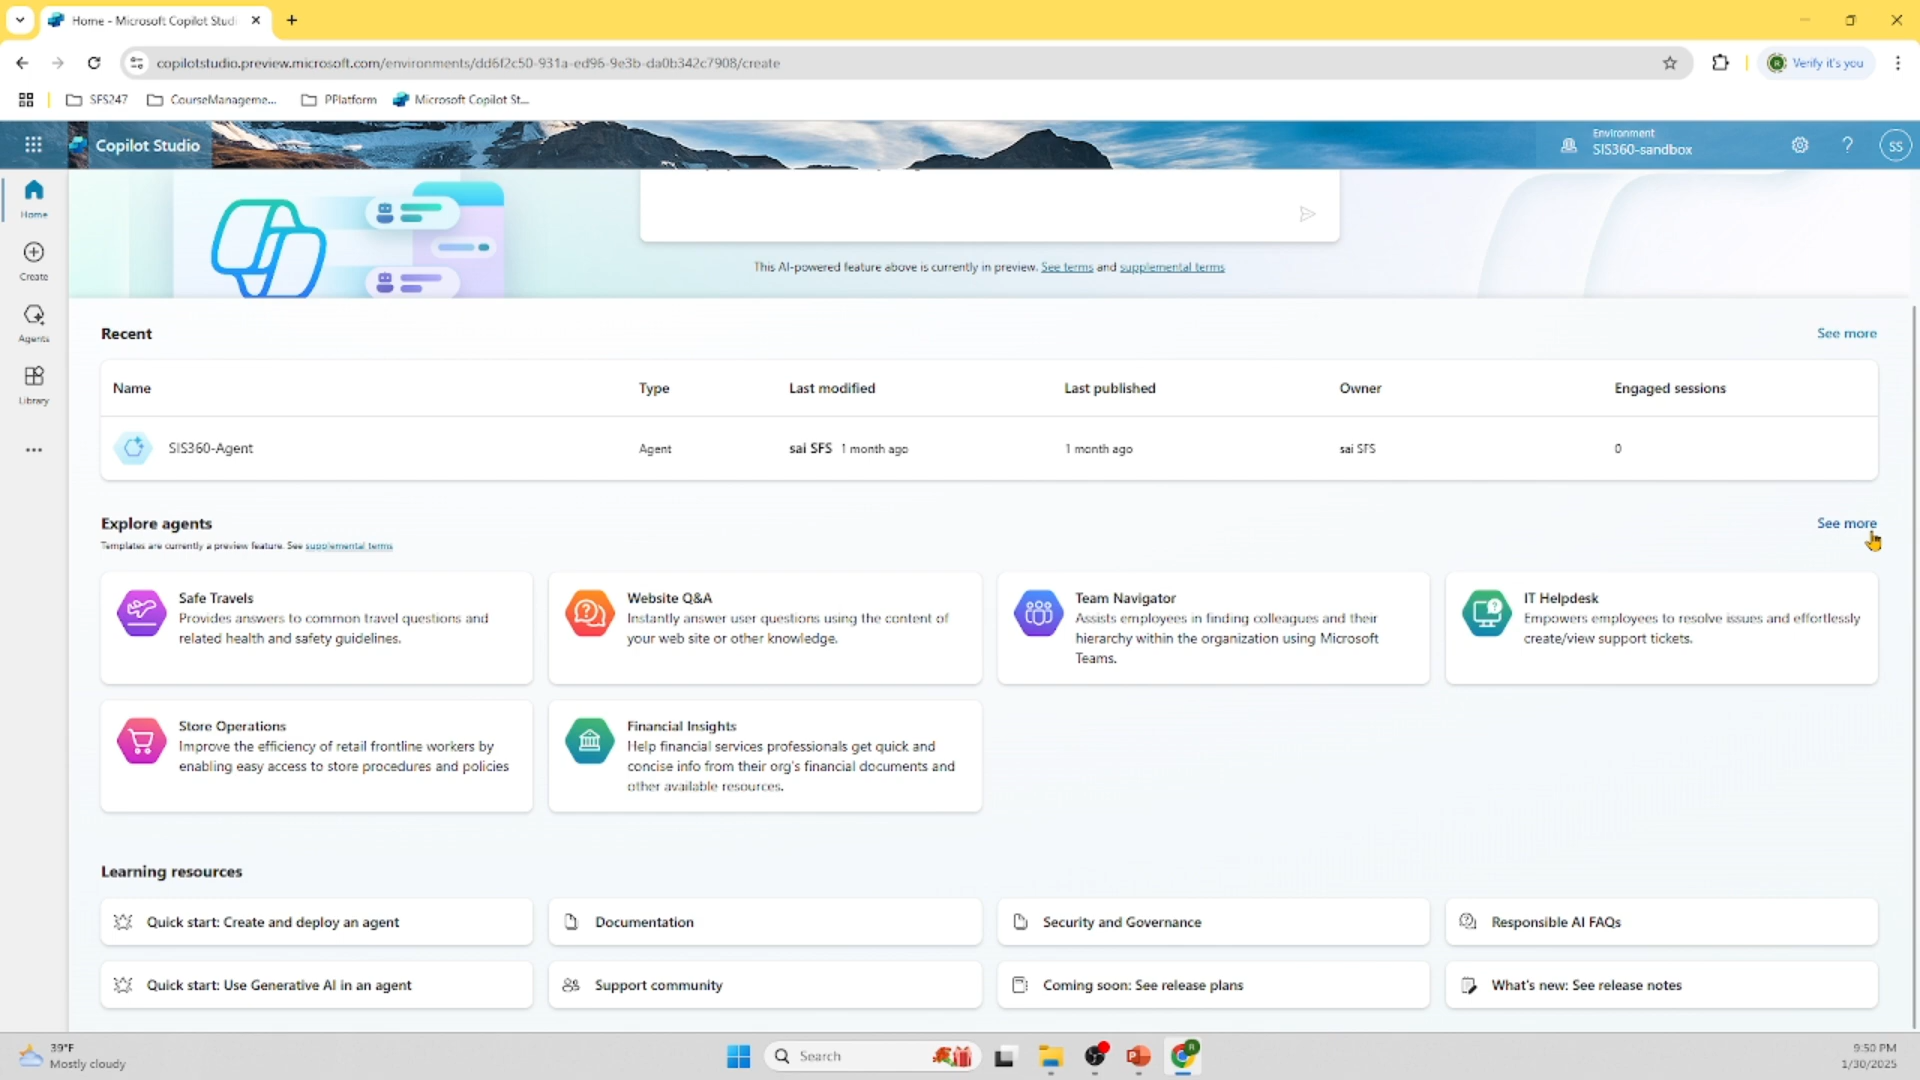 Home - Microsoft Copilot Studi
copilotstudio.preview.microsoft.com/environments/dd6f2c50-931a-ed96-9e3b-da0b342c7908/create
R
Verify it's you
SFS247
CourseManageme...
PPlatform
Microsoft Copilot St...
Copilot Studio
Environment
SIS360-sandbox
?
SS
Home
Create
Agents
Library
This AI-powered feature above is currently in preview. See terms and supplemental terms
Recent
See more
Name Type Last modified Last published Owner Engaged sessions
SIS360-Agent Agent sai SFS 1 month ago 1 month ago sai SFS 0
Explore agents
See more
Templates are currently a preview feature. See supplemental terms
Safe Travels
Provides answers to common travel questions and
related health and safety guidelines.
Website Q&A
Instantly answer user questions using the content of
your web site or other knowledge.
Team Navigator
Assists employees in finding colleagues and their
hierarchy within the organization using Microsoft
Teams.
IT Helpdesk
Empowers employees to resolve issues and effortlessly
create/view support tickets.
Store Operations
Improve the efficiency of retail frontline workers by
enabling easy access to store procedures and policies
Financial Insights
Help financial services professionals get quick and
concise info from their org's financial documents and
other available resources.
Learning resources
Quick start: Create and deploy an agent
Documentation
Security and Governance
Responsible AI FAQs
Quick start: Use Generative AI in an agent
Support community
Coming soon: See release plans
What's new: See release notes
39°F
Mostly cloudy
Search
9:50 PM
1/30/2025